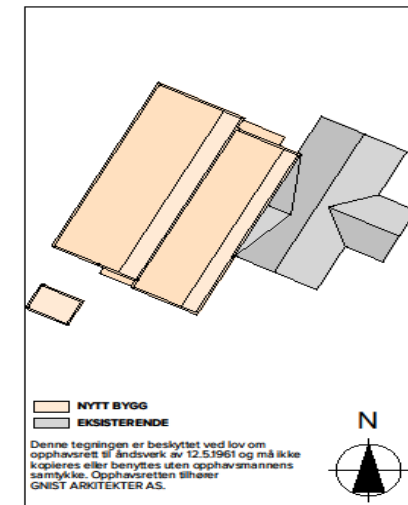 NYTT BYGG
EKSISTERENDE
N
Denne tegningen er beskyttet ved lov om
opphavsrett til åndsverk av 12.5.1961 og må ikke
kopieres eller benyttes uten opphavsmannens
samtykke. Opphavsretten tilhører
GNIST ARKITEKTER AS.